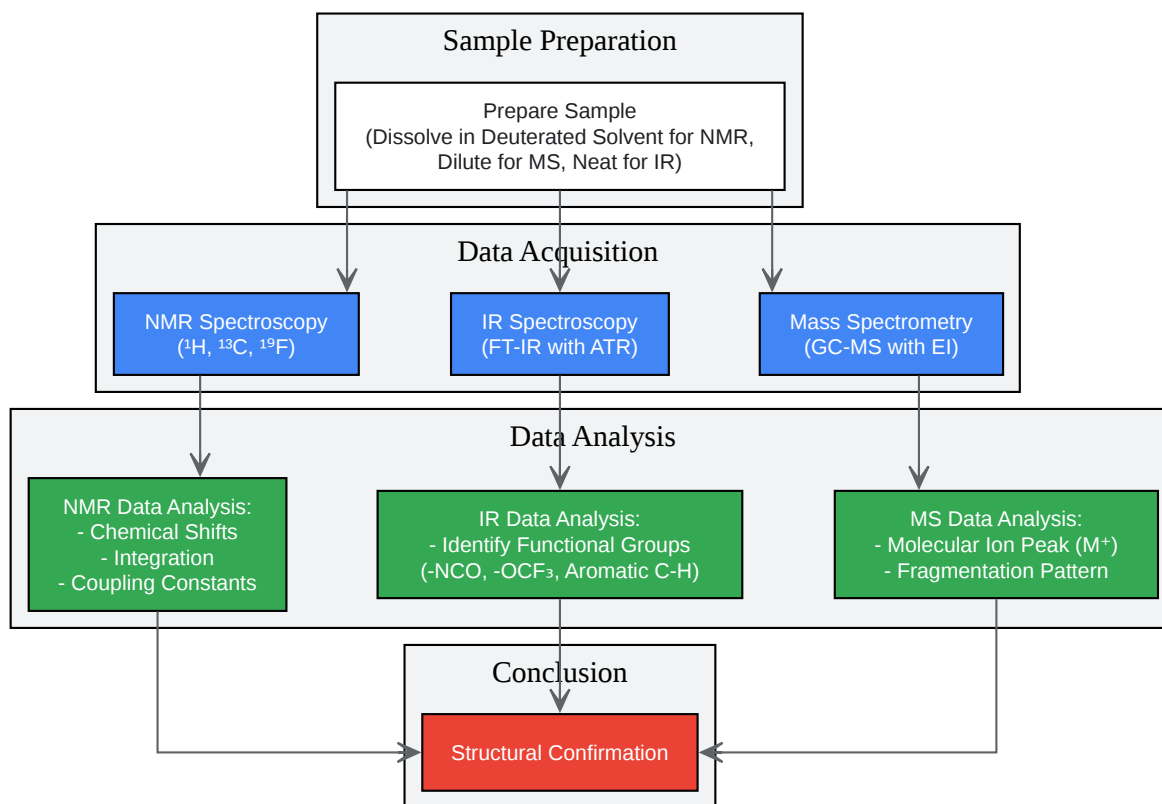 Sample Preparation
Prepare Sample
(Dissolve in Deuterated Solvent for NMR,
Dilute for MS, Neat for IR)
Data Acquisition
NMR Spectroscopy
(¹H, ¹³C, ¹⁹F)
IR Spectroscopy
(FT-IR with ATR)
Mass Spectrometry
(GC-MS with EI)
Data Analysis
NMR Data Analysis:
- Chemical Shifts
- Integration
- Coupling Constants
IR Data Analysis:
- Identify Functional Groups
(-NCO, -OCF₃, Aromatic C-H)
MS Data Analysis:
- Molecular Ion Peak (M⁺)
- Fragmentation Pattern
Conclusion
Structural Confirmation